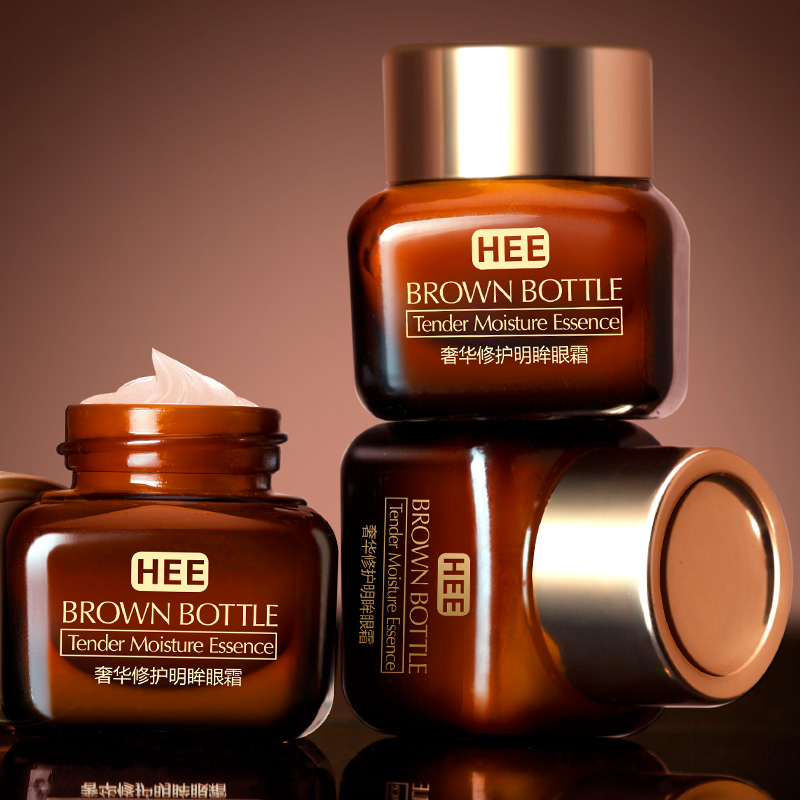 HEE
BROWN BOTTLE
Tender Moisture Essence
奢华修护明眸眼霜
HEE
BROWN BOTTLE
Tender Moisture Essence
奢华修护明眸眼霜
HEE
BROWN BOTTLE
Tender Moisture Essence
奢华修护明眸眼霜